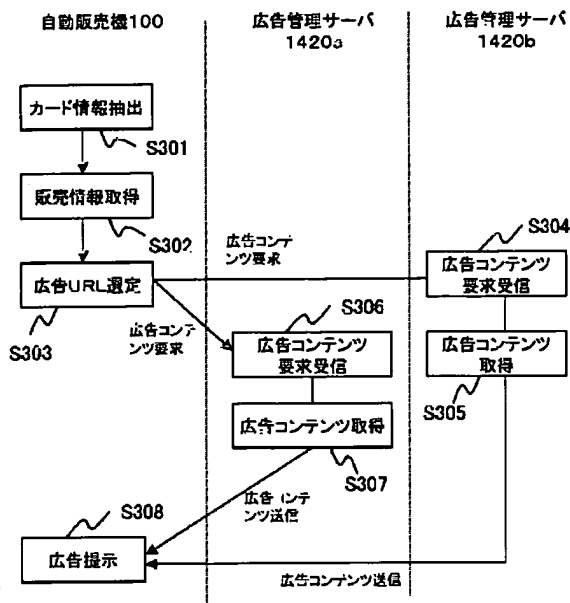 自動販売機100
広告管理サーバ
1420a
広告管理サーバ
1420b
カード情報抽出
S301
販売情報取得
S302
広告URL選定
S303
広告コンテ
ンツ要求
広告コンテ
ンツ要求
S304
広告コンテンツ
要求受信
S306
広告コンテンツ
要求受信
広告コンテンツ
取得
S305
広告コンテンツ取得
S307
広告コンテ
ンツ送信
S308
広告提示
広告コンテンツ送信